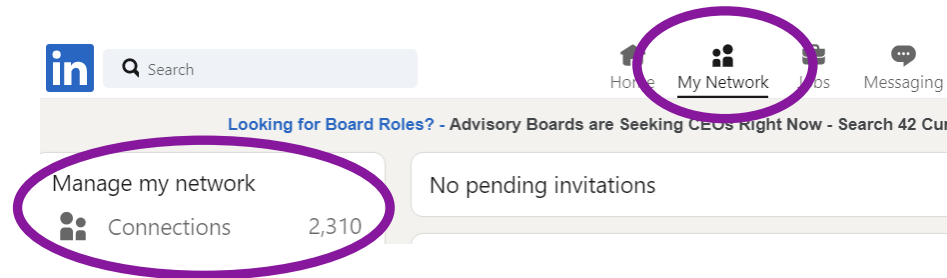 in Search
Home My Network Jobs Messaging
Looking for Board Roles? - Advisory Boards are Seeking CEOs Right Now - Search 42
Manage my network
No pending invitations
Connections 2,310